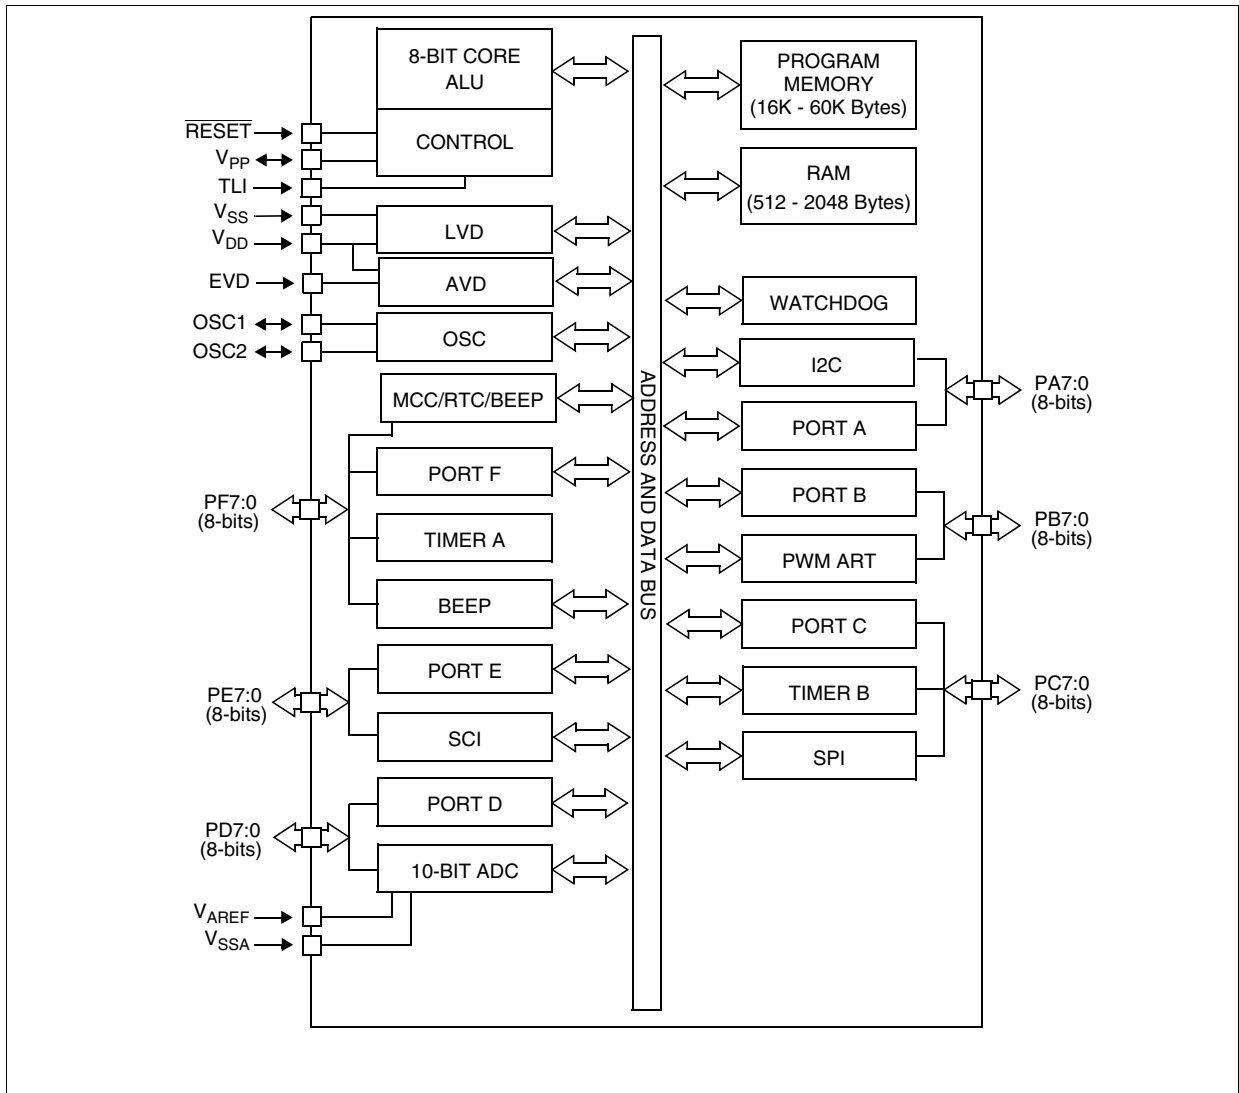 8-BIT CORE
ALU
CONTROL
RESET
VPP
TLI
VSS
VDD
EVD
OSC1
OSC2
LVD
AVD
OSC
MCC/RTC/BEEP
PORT F
TIMER A
BEEP
PF7:0
(8-bits)
PORT E
SCI
PE7:0
(8-bits)
PORT D
10-BIT ADC
PD7:0
(8-bits)
VAREF
VSSA
ADDRESS AND DATA BUS
PROGRAM
MEMORY
(16K - 60K Bytes)
RAM
(512 - 2048 Bytes)
WATCHDOG
I2C
PORT A
PA7:0
(8-bits)
PORT B
PWM ART
PB7:0
(8-bits)
PORT C
TIMER B
SPI
PC7:0
(8-bits)